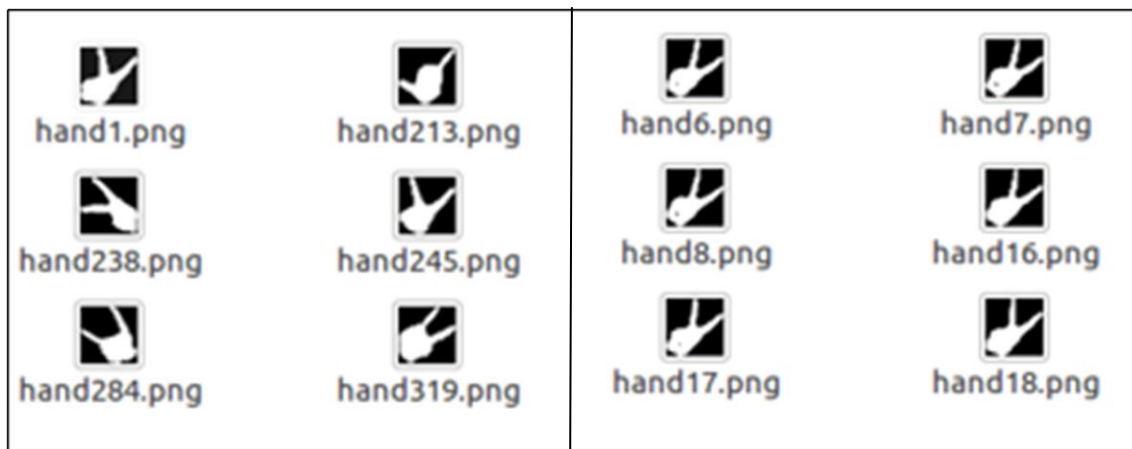 hand1.png hand213.png
hand238.png hand245.png
hand284.png hand319.png
hand6.png hand7.png
hand8.png hand16.png
hand17.png hand18.png